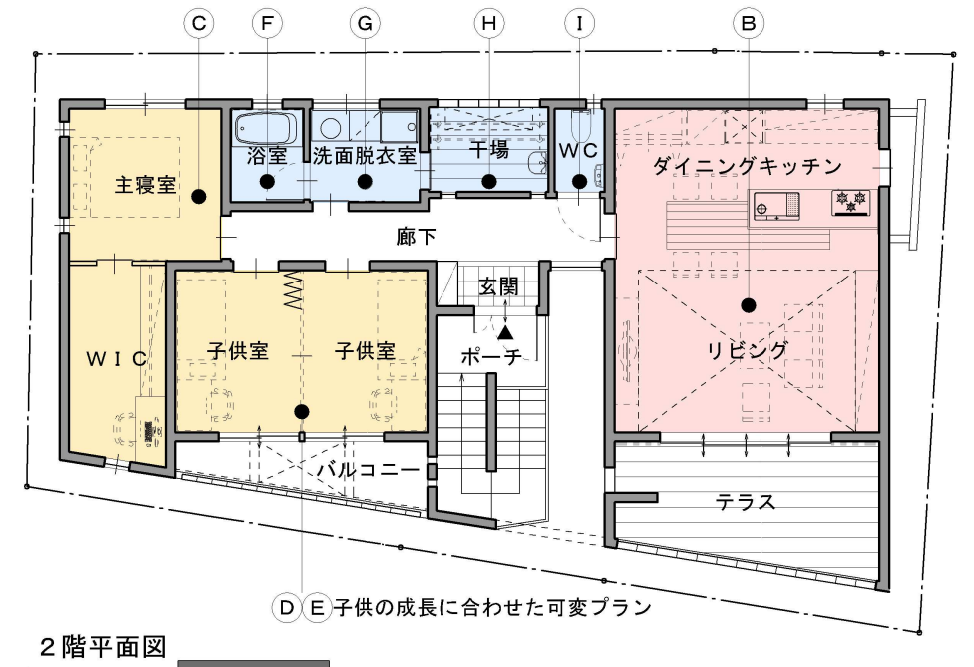 C F G H I B
浴室 洗面脱衣室 干場 WC ダイニングキッチン
主寝室
廊下
玄関
WIC 子供室 子供室 ポーチ リビング
バルコニー
テラス
D E 子供の成長に合わせた可変プラン
2階平面図